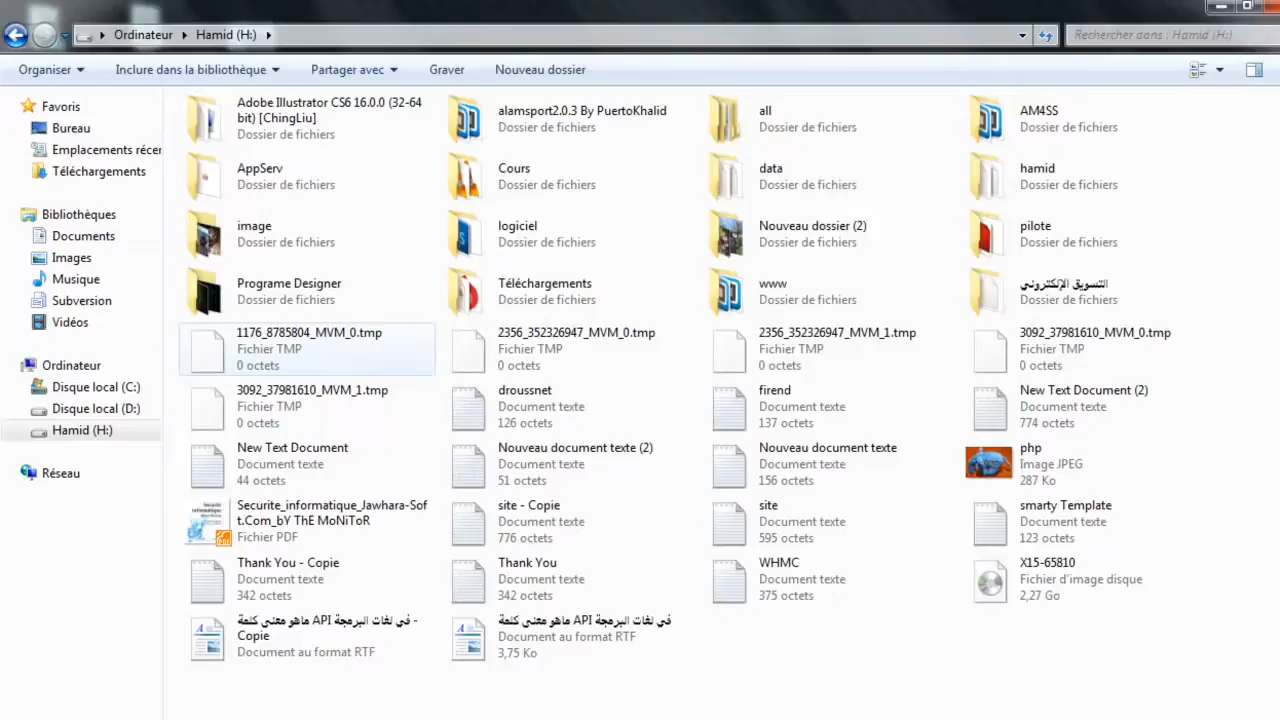 Ordinateur
Hamid (H:)
Rechercher dans : Hamid (H:)
Organiser
Inclure dans la bibliothèque
Partager avec
Graver
Nouveau dossier
Favoris
Bureau
Emplacements récer
Téléchargements
Bibliothèques
Documents
Images
Musique
Subversion
Vidéos
Ordinateur
Disque local (C:)
Disque local (D:)
Hamid (H:)
Réseau
Adobe Illustrator CS6 16.0.0 (32-64
bit) [ChingLiu]
Dossier de fichiers
alamsport2.0.3 By PuertoKhalid
Dossier de fichiers
all
Dossier de fichiers
AM4SS
Dossier de fichiers
AppServ
Dossier de fichiers
Cours
Dossier de fichiers
data
Dossier de fichiers
hamid
Dossier de fichiers
image
Dossier de fichiers
logiciel
Dossier de fichiers
Nouveau dossier (2)
Dossier de fichiers
pilote
Dossier de fichiers
Programe Designer
Dossier de fichiers
Téléchargements
Dossier de fichiers
www
Dossier de fichiers
التسويق الإلكتروني
Dossier de fichiers
1176_8785804_MVM_0.tmp
Fichier TMP
0 octets
2356_352326947_MVM_0.tmp
Fichier TMP
0 octets
2356_352326947_MVM_1.tmp
Fichier TMP
0 octets
3092_37981610_MVM_0.tmp
Fichier TMP
0 octets
3092_37981610_MVM_1.tmp
Fichier TMP
0 octets
droussnet
Document texte
126 octets
firend
Document texte
137 octets
New Text Document (2)
Document texte
774 octets
New Text Document
Document texte
44 octets
Nouveau document texte (2)
Document texte
51 octets
Nouveau document texte
Document texte
156 octets
php
Image JPEG
287 Ko
Securite_informatique_Jawhara-Sof
t.Com_bY ThE MoNiToR
Fichier PDF
site - Copie
Document texte
776 octets
site
Document texte
595 octets
smarty Template
Document texte
123 octets
Thank You - Copie
Document texte
342 octets
Thank You
Document texte
342 octets
WHMC
Document texte
375 octets
X15-65810
Fichier d'image disque
2,27 Go
في لغات البرمجة API ماهو معنى كلمة -
Copie
Document au format RTF
في لغات البرمجة API ماهو معنى كلمة
Document au format RTF
3,75 Ko